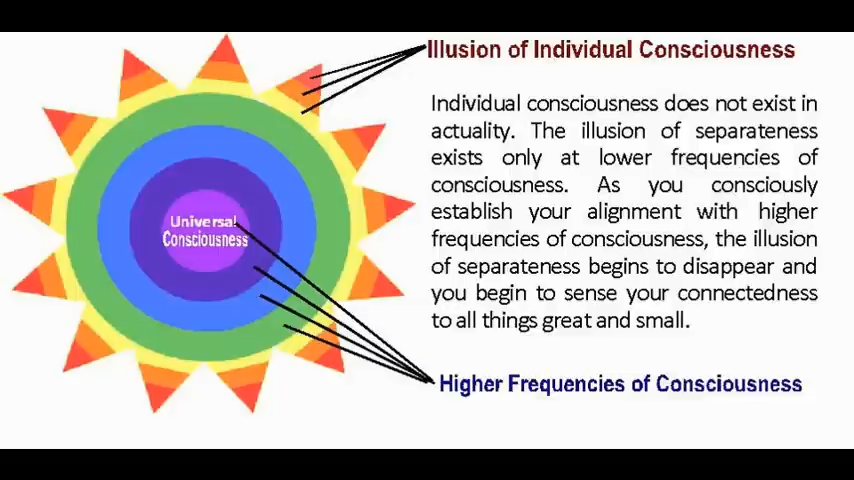 Illusion of Individual Consciousness
Individual consciousness does not exist in
actuality. The illusion of separateness
exists only at lower frequencies of
consciousness. As you consciously
establish your alignment with higher
frequencies of consciousness, the illusion
of separateness begins to disappear and
you begin to sense your connectedness
to all things great and small.
Universal
Consciousness
Higher Frequencies of Consciousness